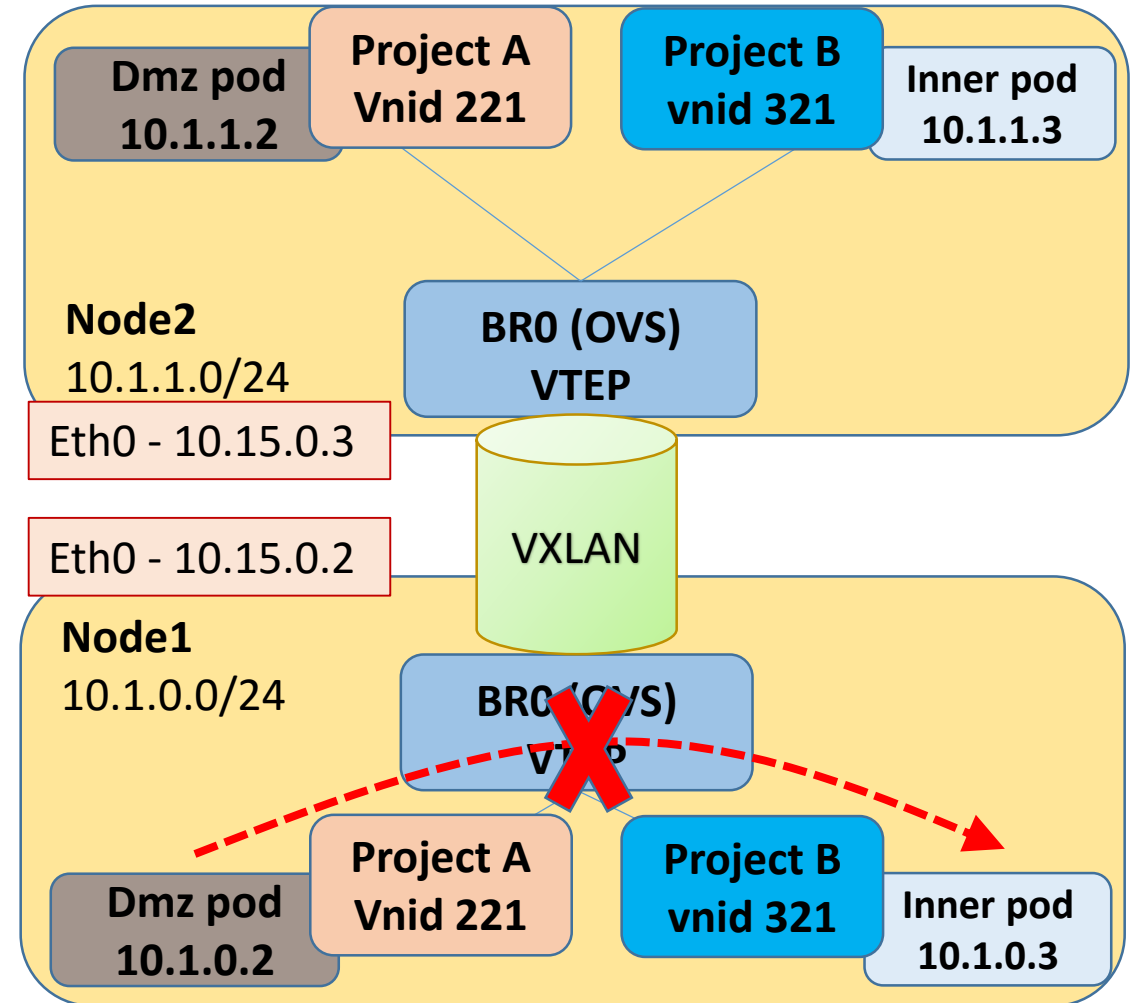 Project A
Vnid 221
Project B
vnid 321
Dmz pod
10.1.1.2
Inner pod
10.1.1.3
Node2
10.1.1.0/24
BR0 (OVS)
VTEP
Eth0 - 10.15.0.3
Eth0 - 10.15.0.2
VXLAN
Node1
10.1.0.0/24
BR0 (OVS)
VTEP
Project A
Vnid 221
Project B
vnid 321
Dmz pod
10.1.0.2
Inner pod
10.1.0.3